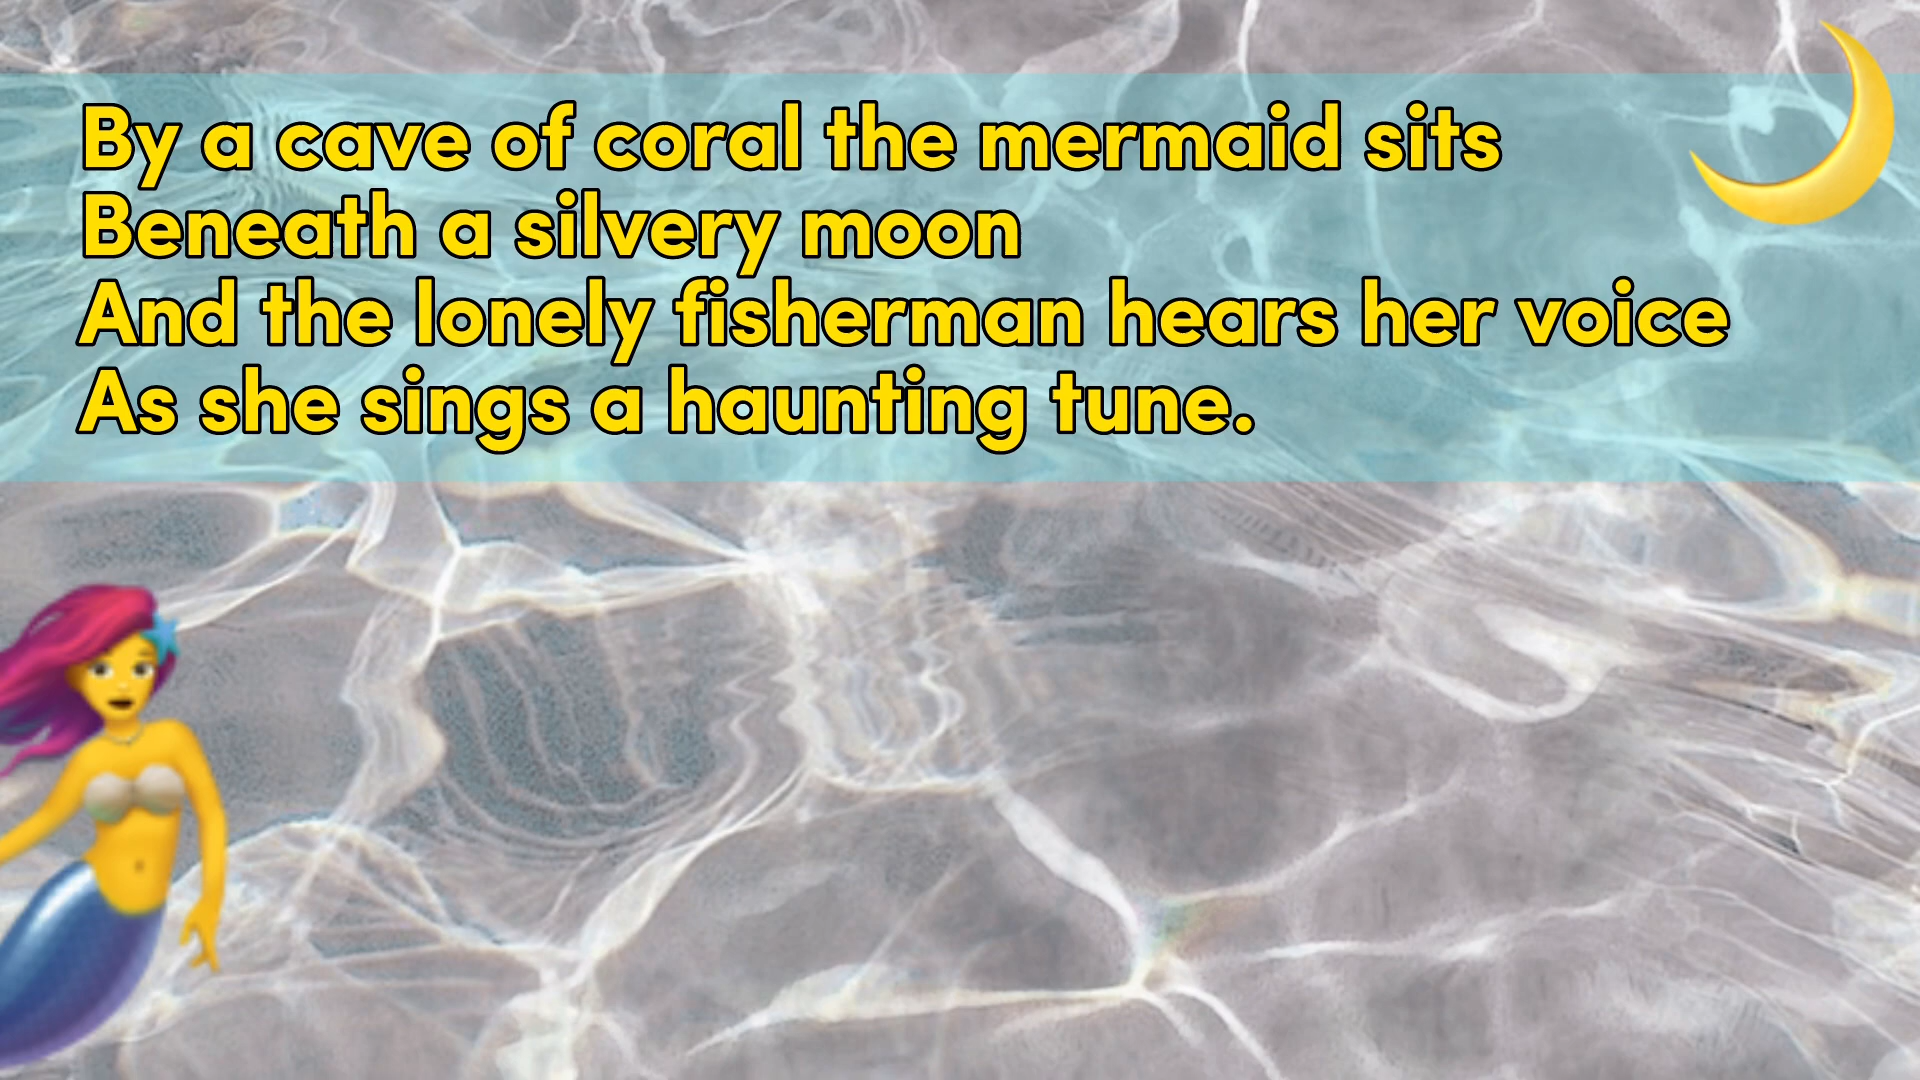 By a cave of coral the mermaid sits
Beneath a silvery moon
And the lonely fisherman hears her voice
As she sings a haunting tune.